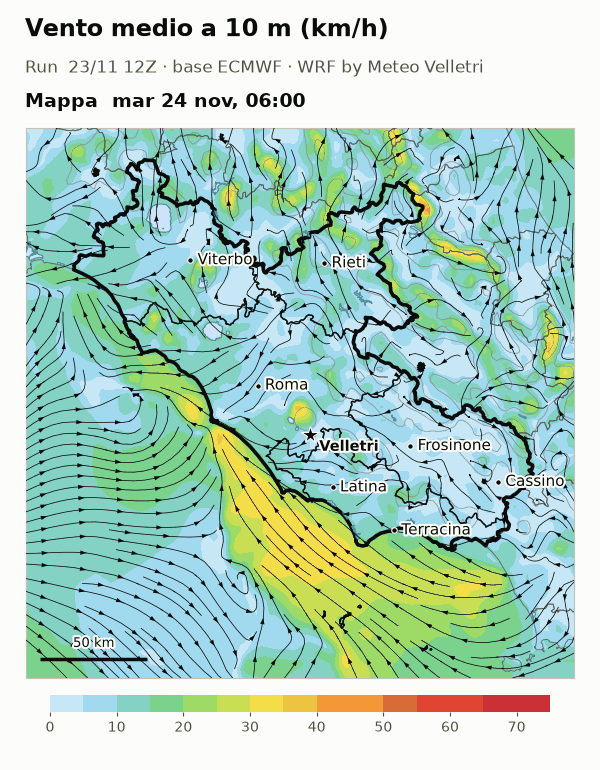 Vento medio a 10 m (km/h)
Run  23/11 12Z · base ECMWF · WRF by Meteo Velletri
Mappa  mar 24 nov, 06:00
Viterbo
Rieti
Roma
Velletri
Frosinone
Cassino
Latina
Terracina
50 km
0 10 20 30 40 50 60 70